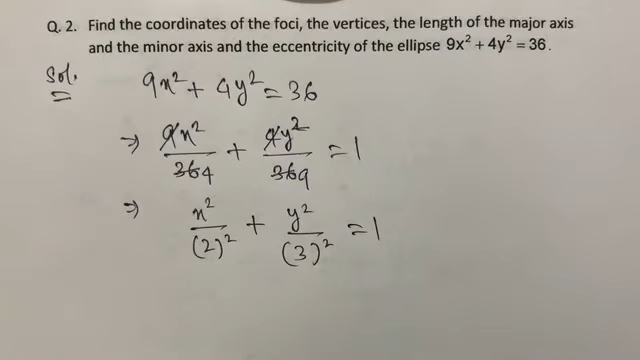 Q. 2. Find the coordinates of the foci, the vertices, the length of the major axis
and the minor axis and the eccentricity of the ellipse 9x² + 4y² = 36.
Sol.
9x² + 4y² = 36
⇒ 9x²/36 4 + 4y²/36 9 = 1
⇒ x²/(2)² + y²/(3)² = 1